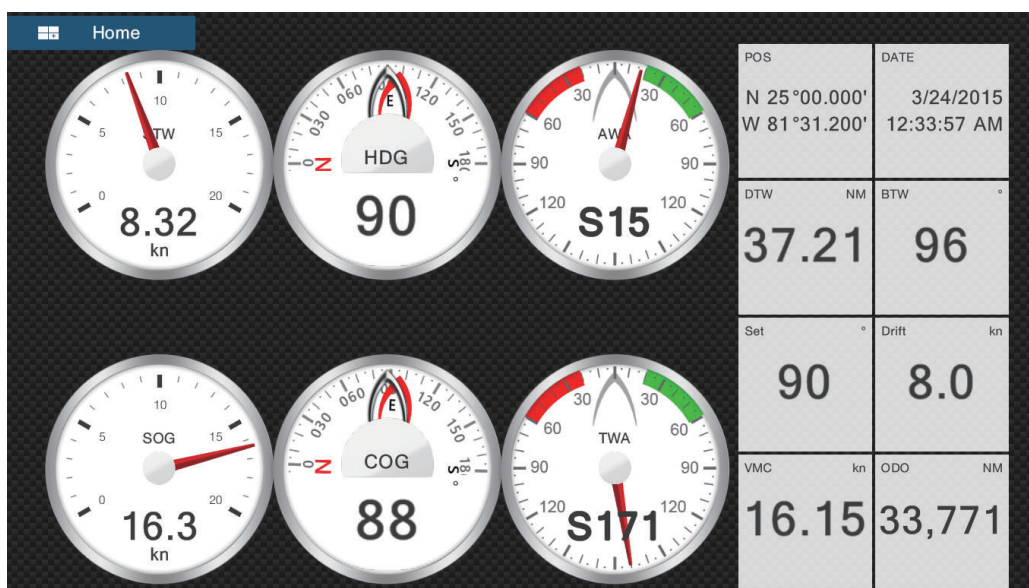 Home
10
5
STW
15
0
20
8.32
kn
030
060
E
120
150
N
HDG
S
90
30
30
60
AWA
60
90
90
120
S15
120
POS
N 25°00.000'
W 81°31.200'
DATE
3/24/2015
12:33:57 AM
DTW NM
37.21
BTW °
96
10
5
SOG
15
0
20
16.3
kn
030
060
E
120
150
N
COG
S
88
30
30
60
TWA
60
90
90
120
S171
120
Set °
90
Drift kn
8.0
VMC kn
16.15
ODO NM
33,771